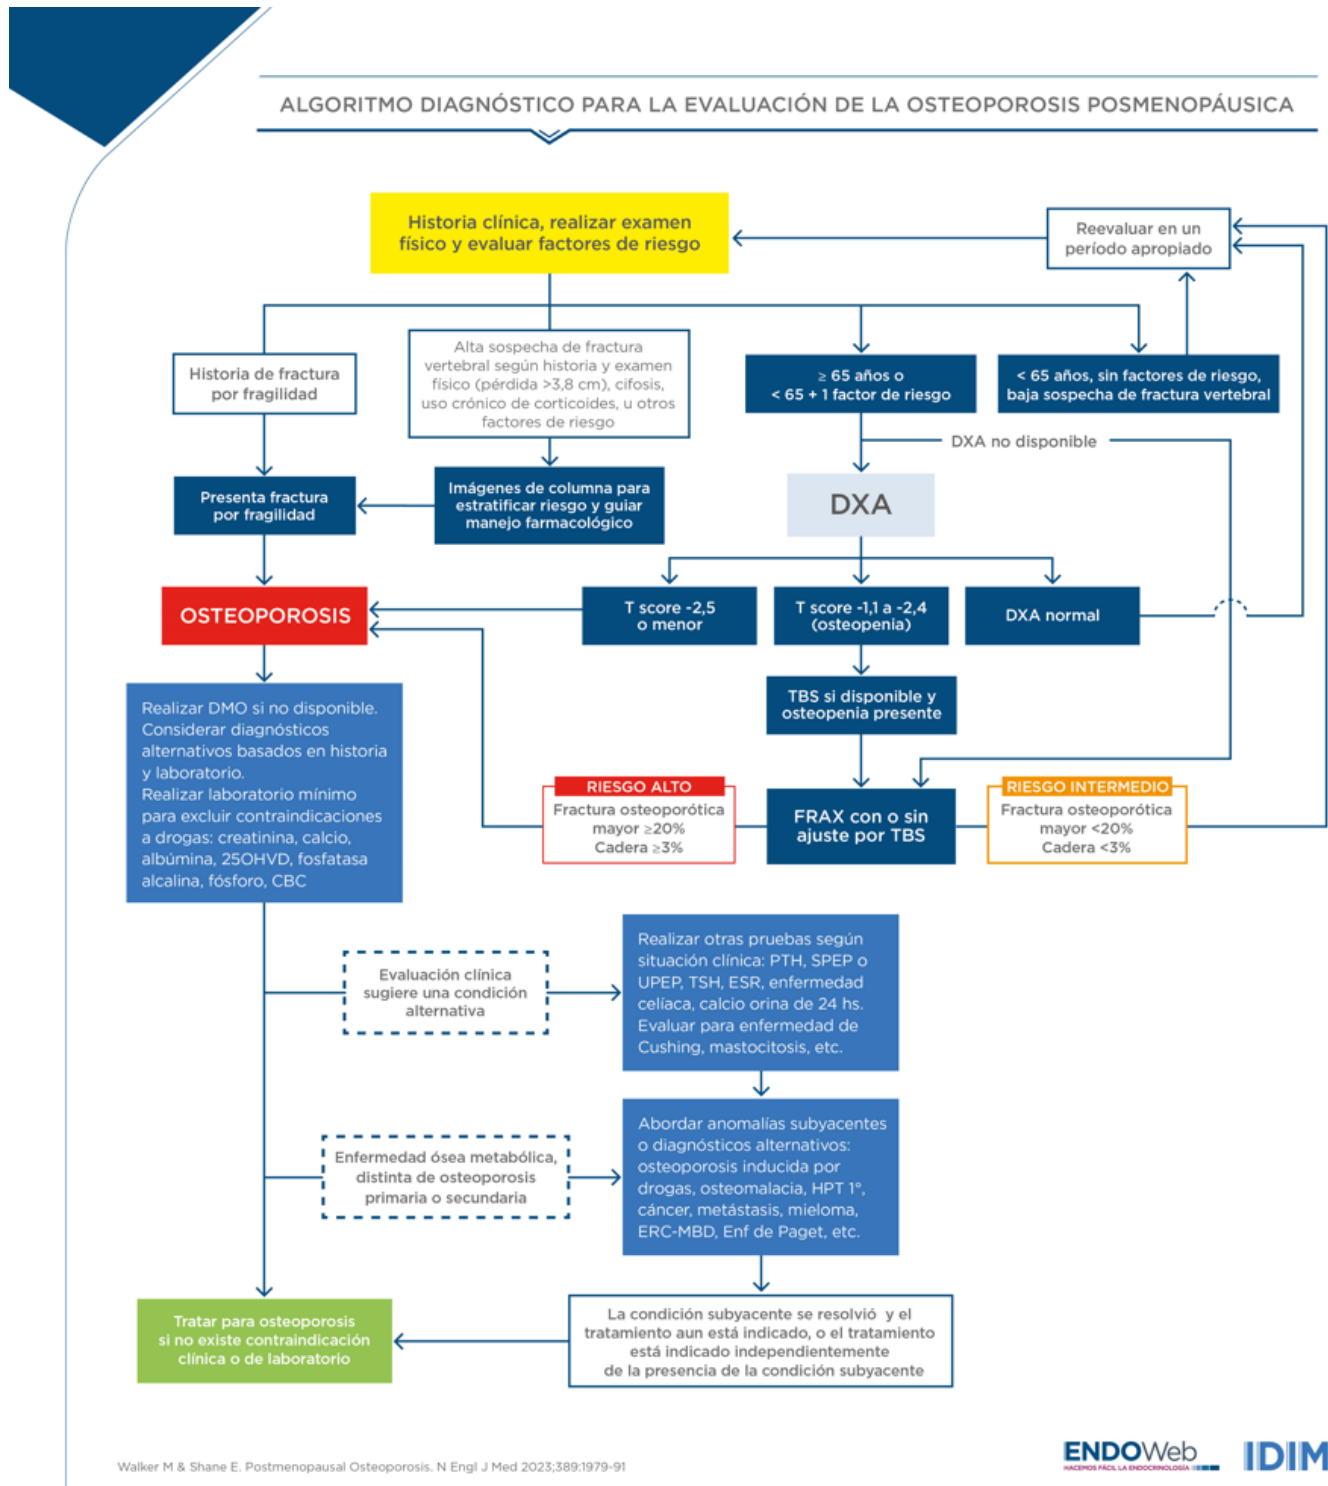 ALGORITMO DIAGNÓSTICO PARA LA EVALUACIÓN DE LA OSTEOPOROSIS POSMENOPÁUSICA
Historia clínica, realizar examen
físico y evaluar factores de riesgo
Reevaluar en un
período apropiado
Historia de fractura
por fragilidad
Alta sospecha de fractura
vertebral según historia y examen
físico (pérdida >3,8 cm), cifosis,
uso crónico de corticoides, u otros
factores de riesgo
≥ 65 años o
< 65 + 1 factor de riesgo
< 65 años, sin factores de riesgo,
baja sospecha de fractura vertebral
DXA no disponible
Presenta fractura
por fragilidad
Imágenes de columna para
estratificar riesgo y guiar
manejo farmacológico
DXA
OSTEOPOROSIS
T score -2,5
o menor
T score -1,1 a -2,4
(osteopenia)
DXA normal
TBS si disponible y
osteopenia presente
Realizar DMO si no disponible.
Considerar diagnósticos
alternativos basados en historia
y laboratorio.
Realizar laboratorio mínimo
para excluir contraindicaciones
a drogas: creatinina, calcio,
albúmina, 25OHVD, fosfatasa
alcalina, fósforo, CBC
RIESGO ALTO
Fractura osteoporótica
mayor ≥20%
Cadera ≥3%
FRAX con o sin
ajuste por TBS
RIESGO INTERMEDIO
Fractura osteoporótica
mayor <20%
Cadera <3%
Evaluación clínica
sugiere una condición
alternativa
Realizar otras pruebas según
situación clínica: PTH, SPEP o
UPEP, TSH, ESR, enfermedad
celíaca, calcio orina de 24 hs.
Evaluar para enfermedad de
Cushing, mastocitosis, etc.
Enfermedad ósea metabólica,
distinta de osteoporosis
primaria o secundaria
Abordar anomalías subyacentes
o diagnósticos alternativos:
osteoporosis inducida por
drogas, osteomalacia, HPT 1°,
cáncer, metástasis, mieloma,
ERC-MBD, Enf de Paget, etc.
Tratar para osteoporosis
si no existe contraindicación
clínica o de laboratorio
La condición subyacente se resolvió y el
tratamiento aun está indicado, o el tratamiento
está indicado independientemente
de la presencia de la condición subyacente
Walker M & Shane E. Postmenopausal Osteoporosis. N Engl J Med 2023;389:1979-91
ENDOWeb
HACEMOS FÁCIL LA ENDOCRINOLOGÍA
IDIM